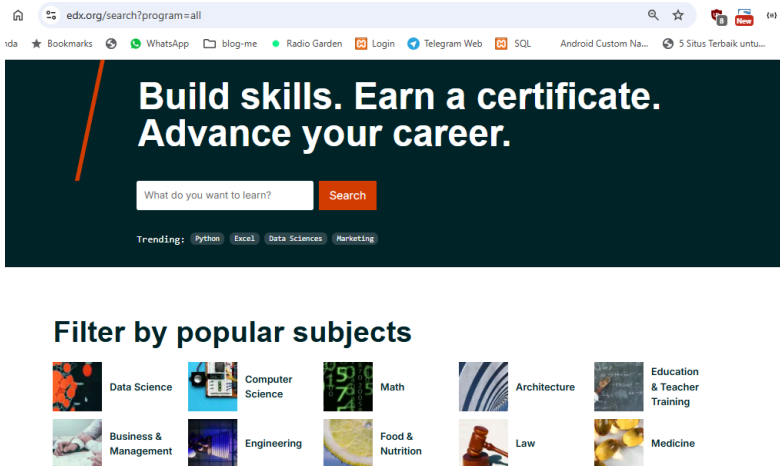 edx.org/search?program=all
8
New
nda
Bookmarks
WhatsApp
blog-me
Radio Garden
Login
Telegram Web
SQL
Android Custom Na...
5 Situs Terbaik untu...
Build skills. Earn a certificate.
Advance your career.
What do you want to learn?
Search
Trending:
Python
Excel
Data Sciences
Marketing
Filter by popular subjects
Data Science
Computer
Science
Math
Architecture
Education
& Teacher
Training
Business &
Management
Engineering
Food &
Nutrition
Law
Medicine